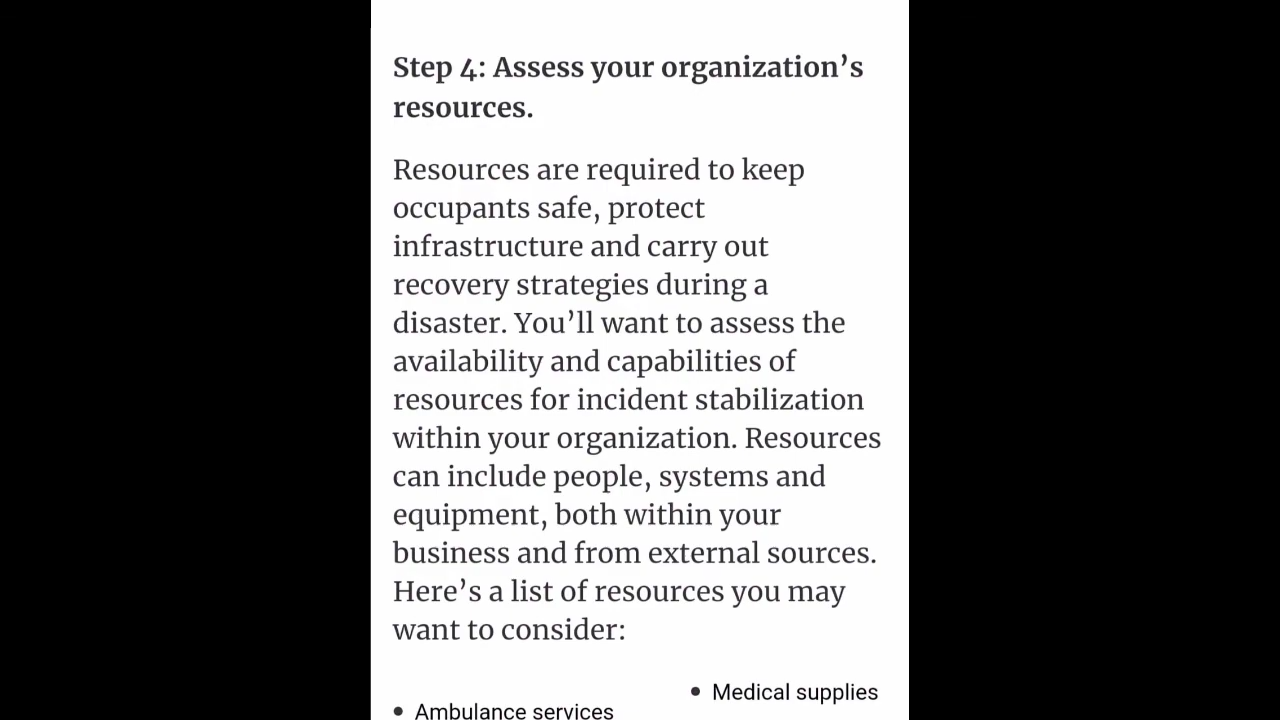 Step 4: Assess your organization’s
resources.
Resources are required to keep
occupants safe, protect
infrastructure and carry out
recovery strategies during a
disaster. You’ll want to assess the
availability and capabilities of
resources for incident stabilization
within your organization. Resources
can include people, systems and
equipment, both within your
business and from external sources.
Here’s a list of resources you may
want to consider:
• Medical supplies
• Ambulance services